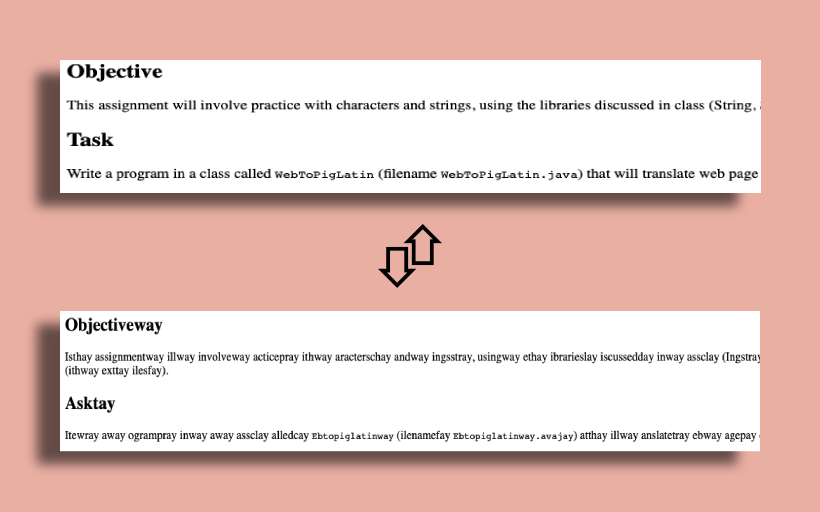 Objective
This assignment will involve practice with characters and strings, using the libraries discussed in class (String,
Task
Write a program in a class called WebToPigLatin (filename WebToPigLatin.java) that will translate web page
Objectiveway
Isthay assignmentway illway involveway acticepray ithway aracterschay andway ingsstray, usingway ethay ibrarieslay iscussedday inway assclay (Ingstray
(ithway exttay ilesfay).
Asktay
Itewray away ogrampray inway away assclay alledcay Ebtopiglatinway (ilenamefay Ebtopiglatinway.avajay) atthay illway anslatetray ebway agepay